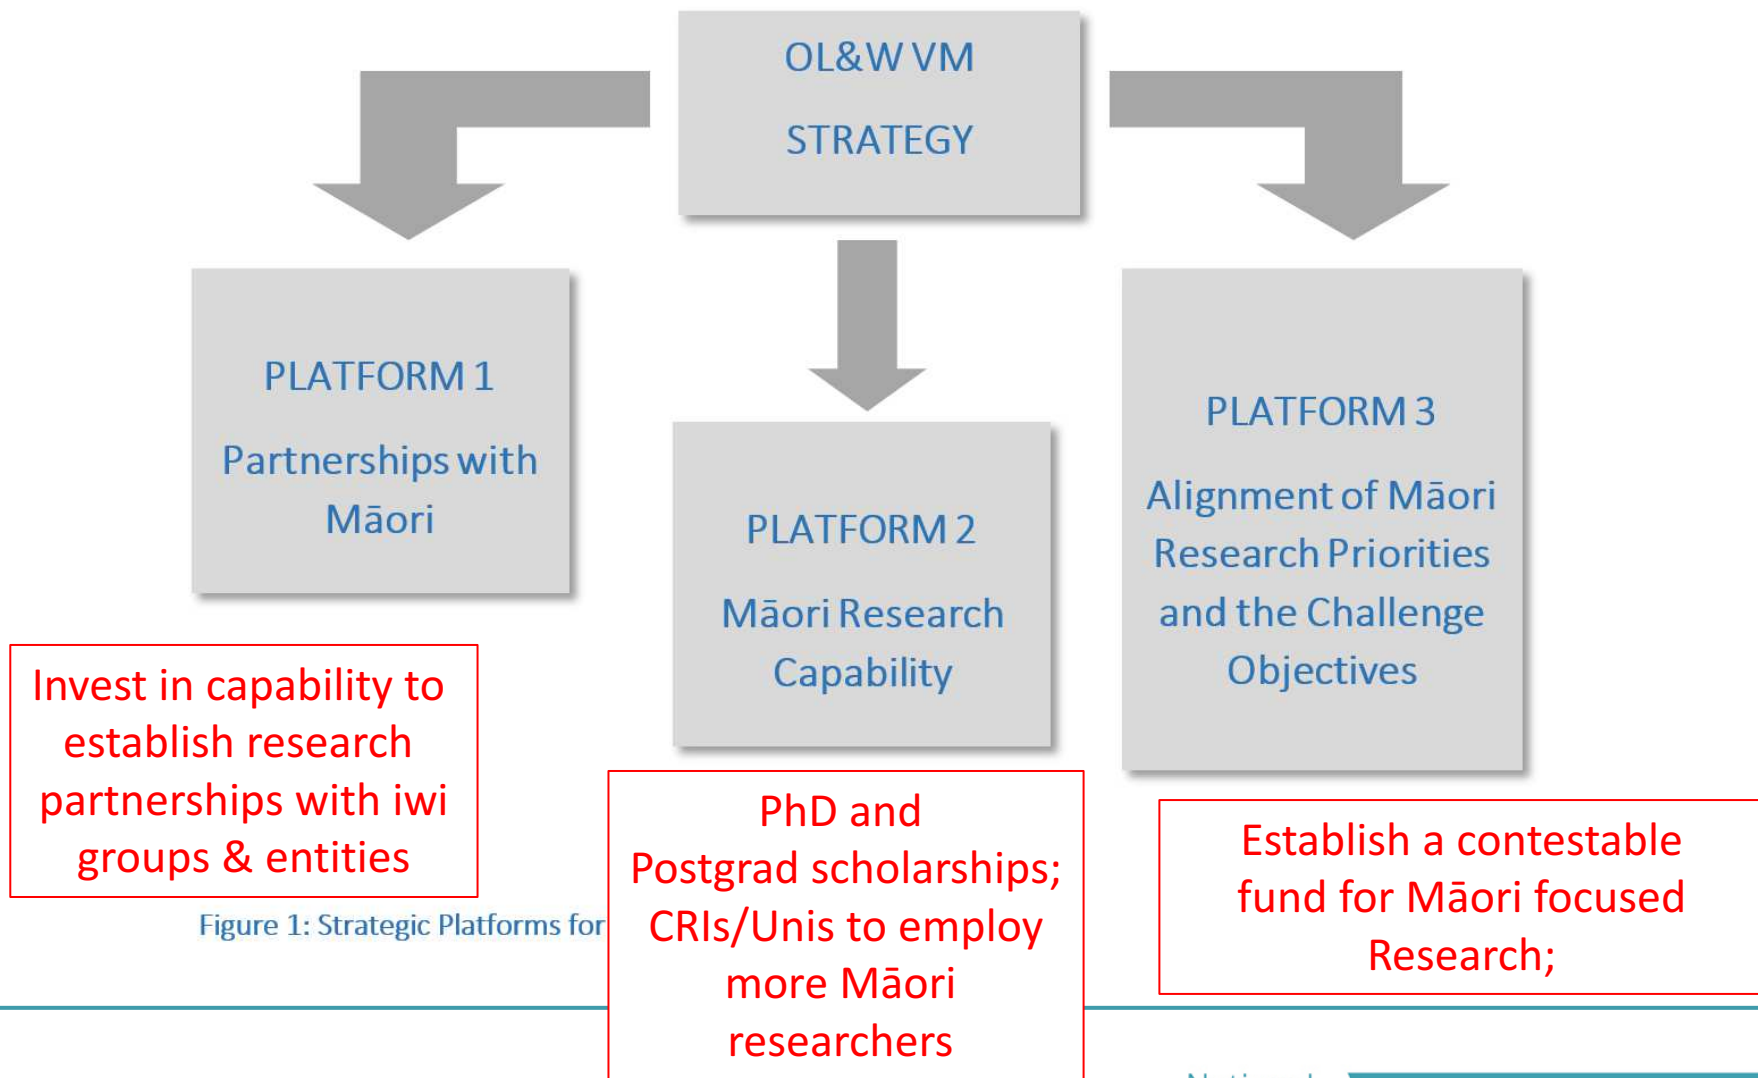 OL&W VM
STRATEGY
PLATFORM 1
Partnerships with
Māori
PLATFORM 2
Māori Research
Capability
PLATFORM 3
Alignment of Māori
Research Priorities
and the Challenge
Objectives
Invest in capability to
establish research
partnerships with iwi
groups & entities
PhD and
Postgrad scholarships;
CRIs/Unis to employ
more Māori
researchers
Establish a contestable
fund for Māori focused
Research;
Figure 1: Strategic Platforms for